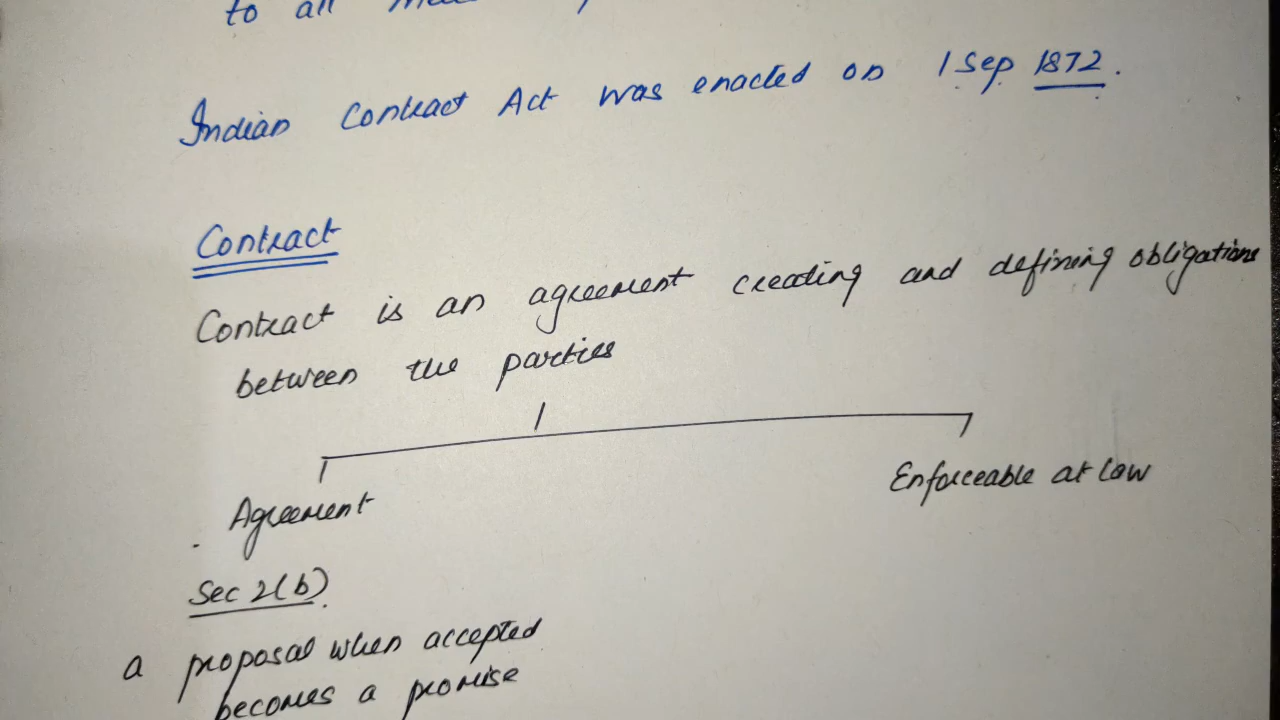 to all
Indian Contract Act was enacted on 1 Sep 1872.
Contract
Contract is an agreement creating and defining obligations
between the parties
Agreement Enforceable at law
Sec 2(b)
a proposal when accepted
becomes a promise